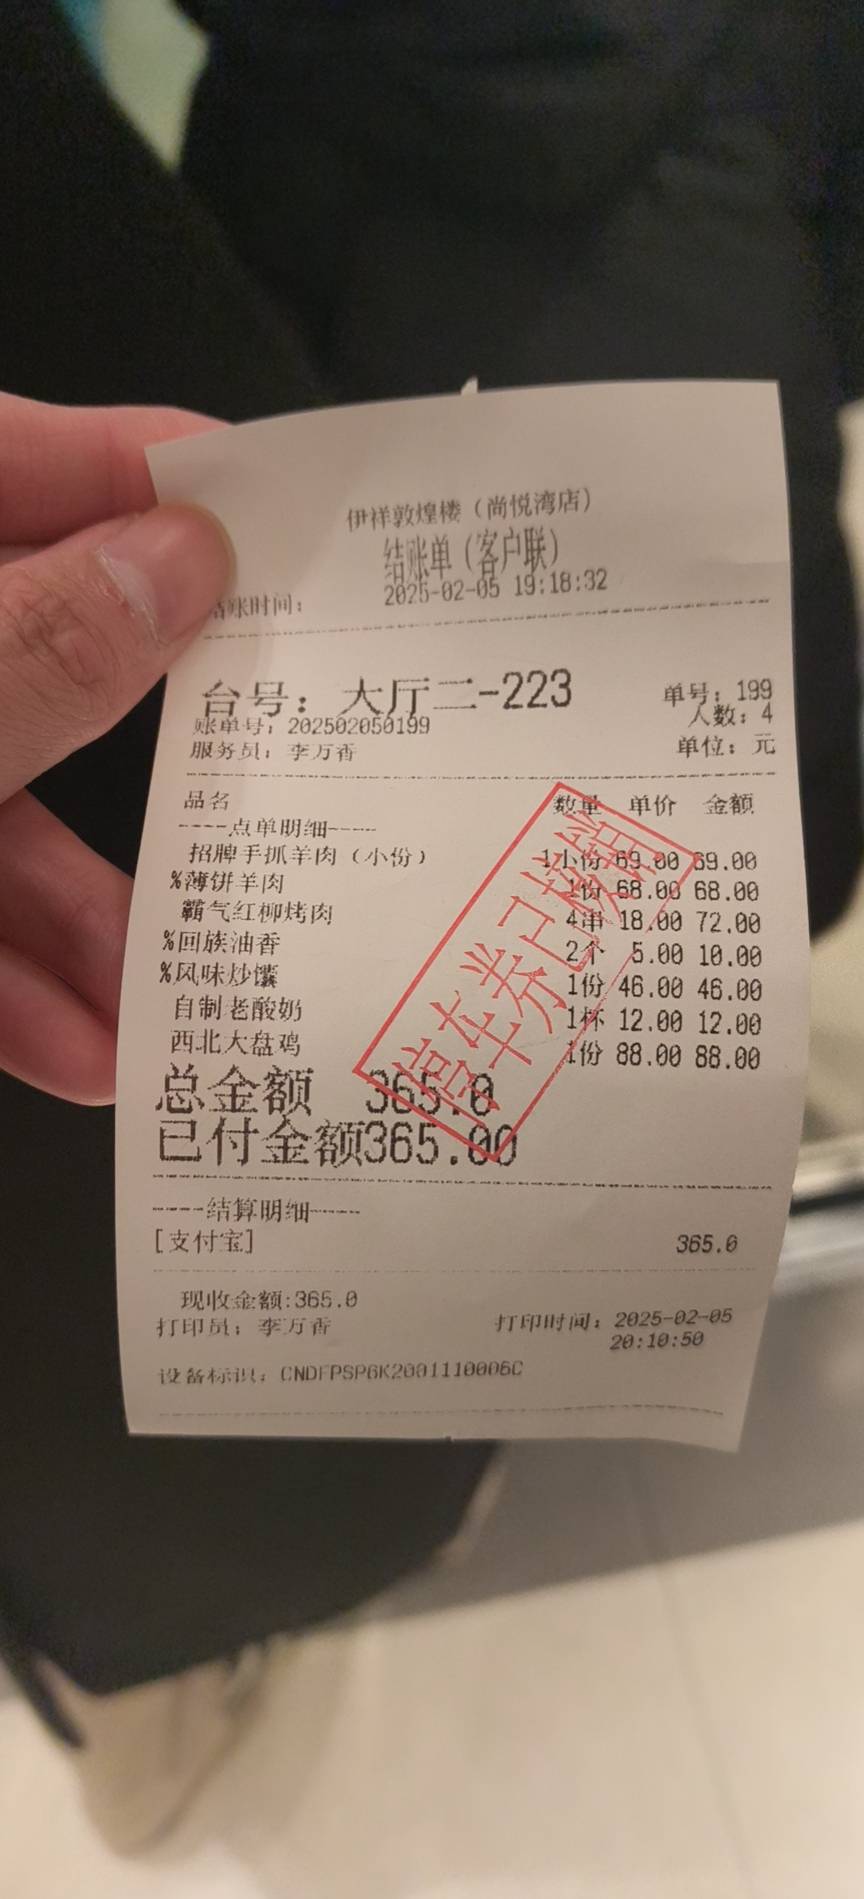 伊祥敦煌楼（尚悦湾店）
结账单（客户联）
结账时间： 2025-02-05 19:18:32
台号：大厅二-223 单号：199
账单号：202502050199 人数：4
服务员：李万香 单位：元
品名 数量 单价 金额
----点单明细----
招牌手抓羊肉（小份） 1小份 69.00 69.00
%薄饼羊肉 1份 68.00 68.00
霸气红柳烤肉 4串 18.00 72.00
%回族油香 2个 5.00 10.00
%风味炒馕 1份 46.00 46.00
自制老酸奶 1杯 12.00 12.00
西北大盘鸡 1份 88.00 88.00
停车券已核销
总金额 365.0
已付金额365.00
----结算明细----
[支付宝] 365.0
现收金额:365.0
打印员：李万香 打印时间：2025-02-05
20:10:50
设备标识：CNDFPSP6K2001110006C